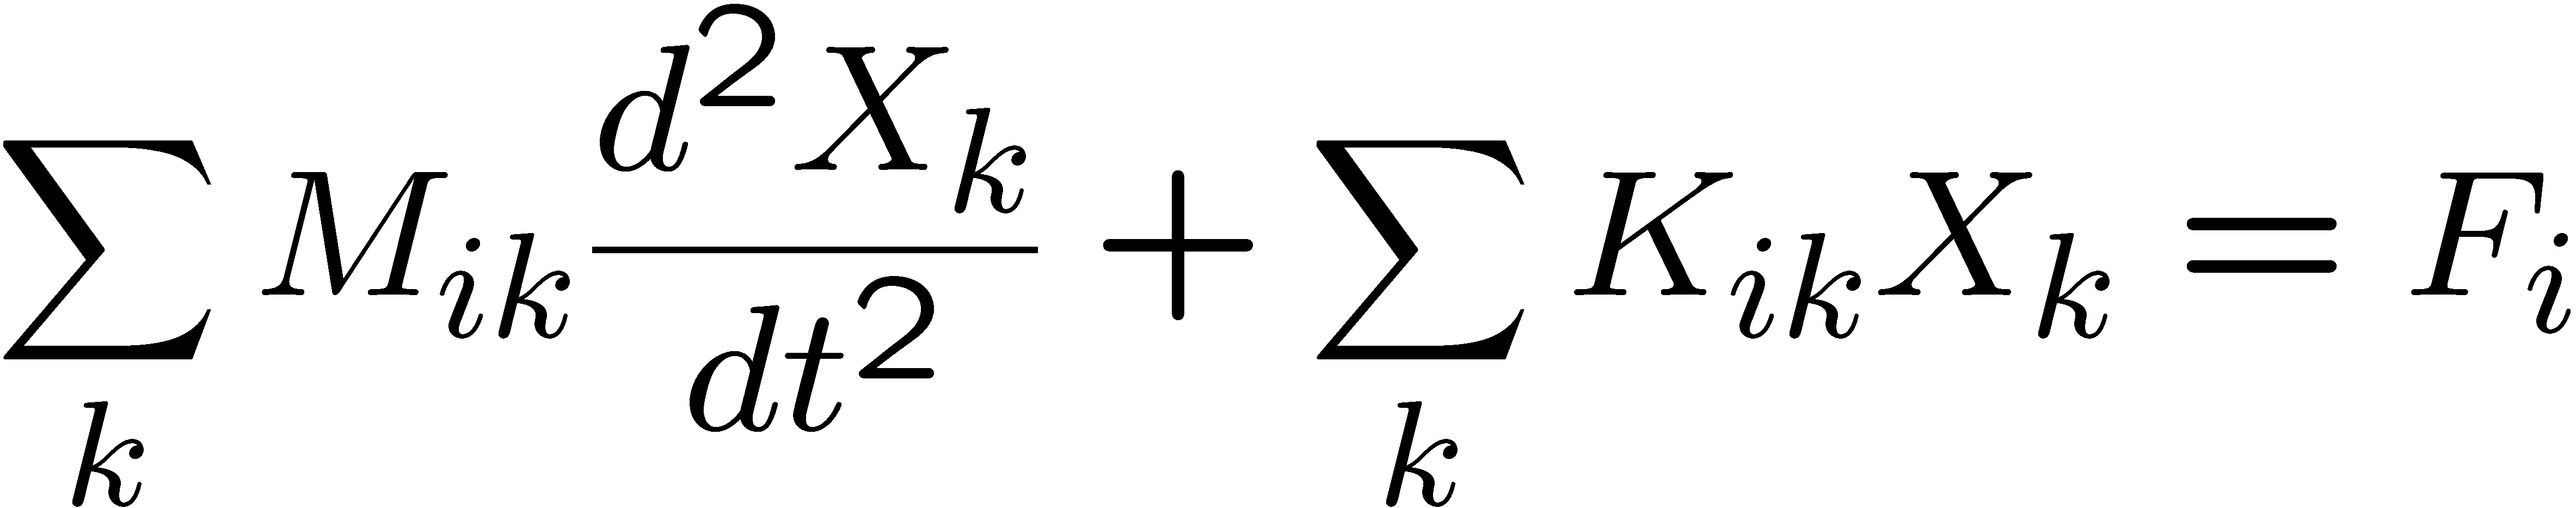 \sum_k M_{ik} \frac{d^2 X_k}{dt^2} + \sum_k K_{ik} X_k = F_i